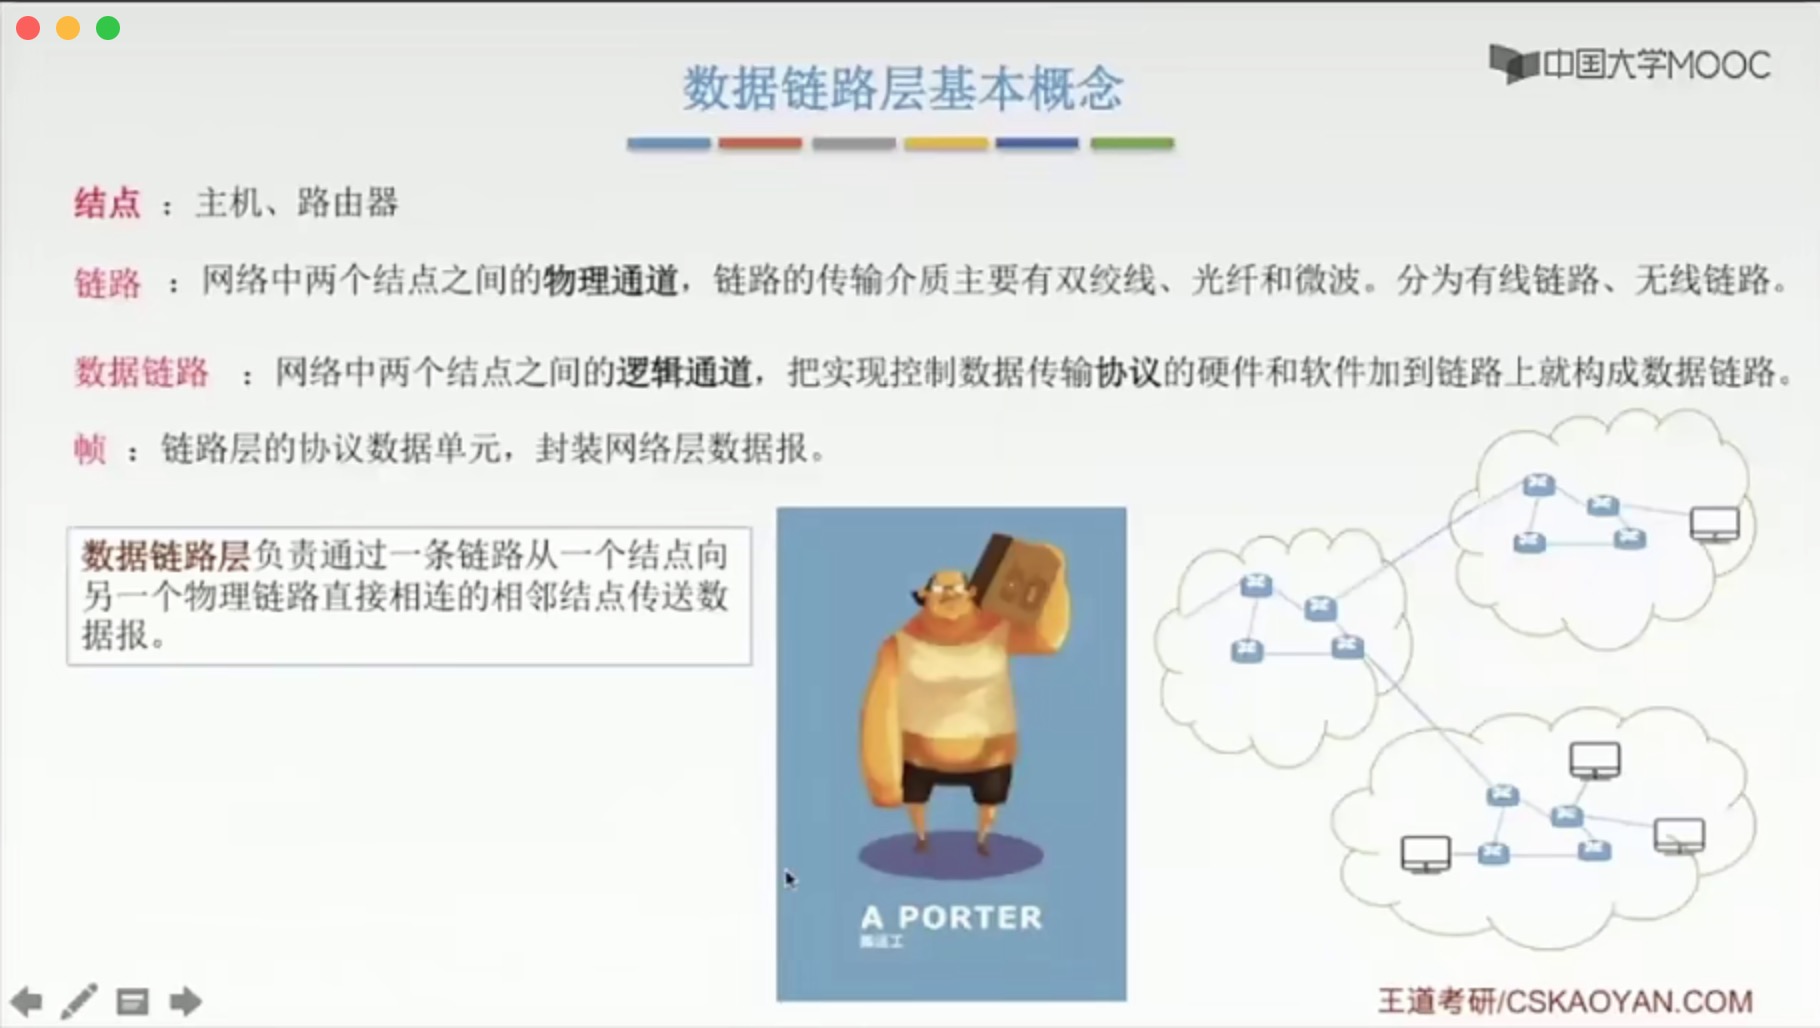 中国大学MOOC
数据链路层基本概念
结点 ：主机、路由器
链路 ：网络中两个结点之间的物理通道，链路的传输介质主要有双绞线、光纤和微波。分为有线链路、无线链路。
数据链路 ：网络中两个结点之间的逻辑通道，把实现控制数据传输协议的硬件和软件加到链路上就构成数据链路。
帧 ：链路层的协议数据单元，封装网络层数据报。
数据链路层负责通过一条链路从一个结点向
另一个物理链路直接相连的相邻结点传送数
据报。
A PORTER
搬运工
王道考研/CSKAOYAN.COM